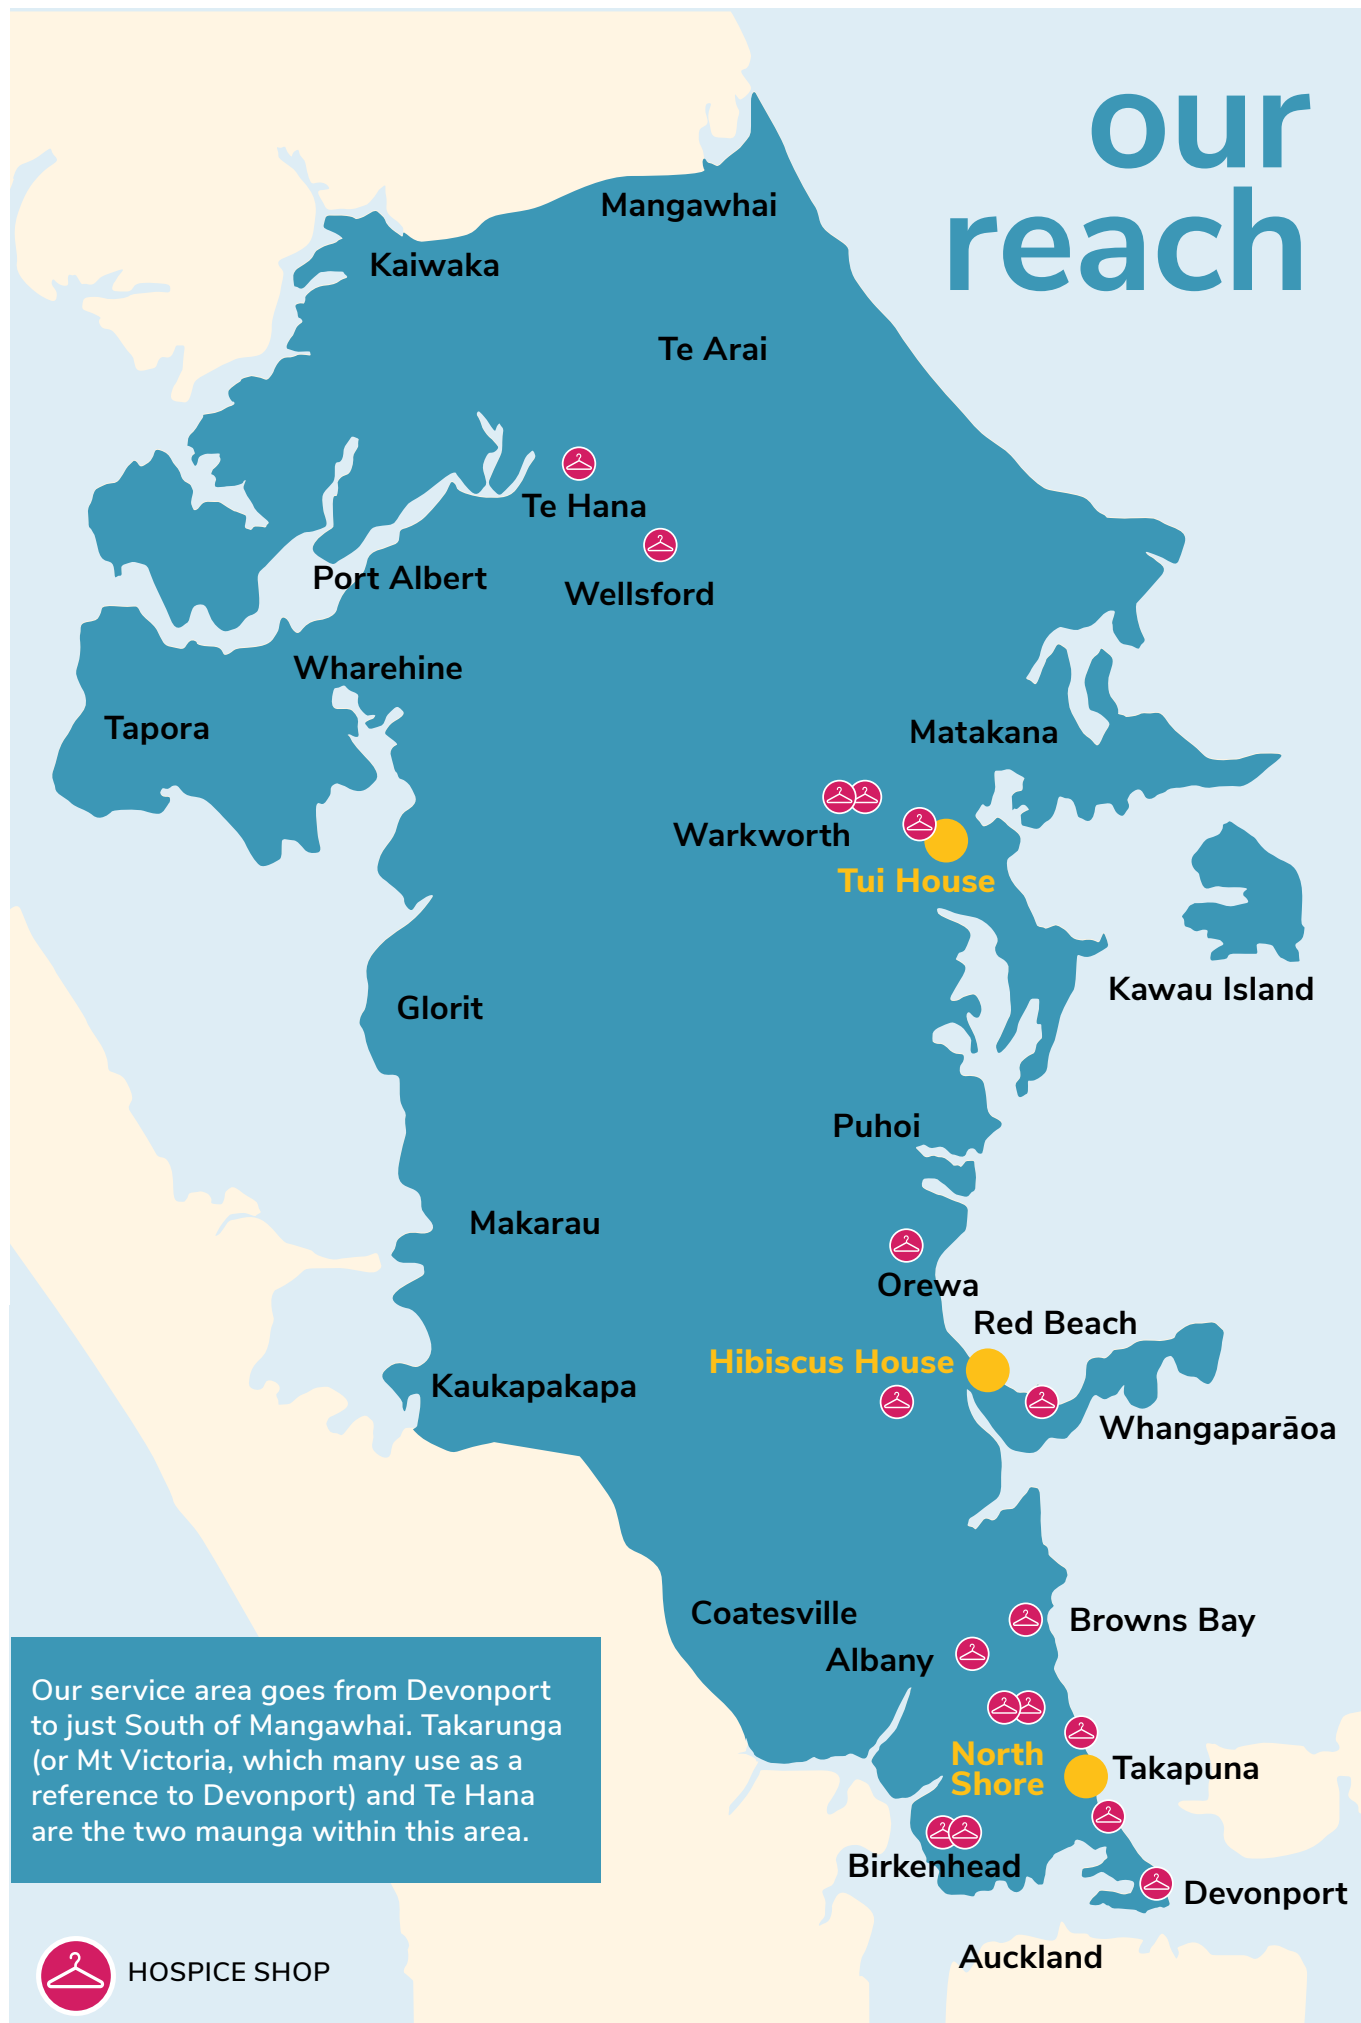 our
reach
Mangawhai
Kaiwaka
Te Arai
Te Hana
Port Albert
Wellsford
Wharehine
Tapora
Matakana
Warkworth
Tui House
Kawau Island
Glorit
Puhoi
Makarau
Orewa
Red Beach
Hibiscus House
Kaukapakapa
Whangaparāoa
Coatesville
Browns Bay
Albany
North
Shore
Takapuna
Birkenhead
Devonport
Auckland
Our service area goes from Devonport
to just South of Mangawhai. Takarunga
(or Mt Victoria, which many use as a
reference to Devonport) and Te Hana
are the two maunga within this area.
HOSPICE SHOP